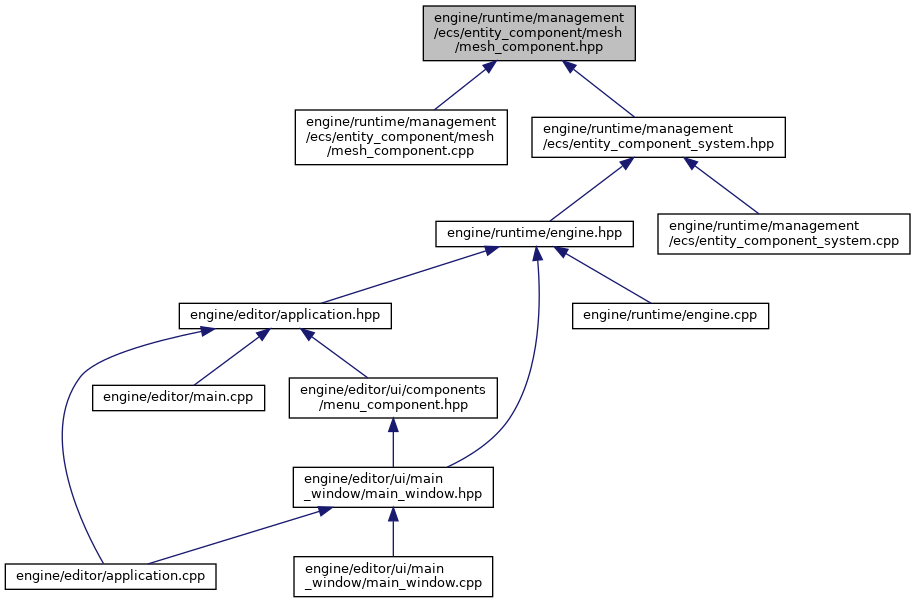 engine/runtime/management
/ecs/entity_component/mesh
/mesh_component.hpp
engine/runtime/management
/ecs/entity_component/mesh
/mesh_component.cpp
engine/runtime/management
/ecs/entity_component_system.hpp
engine/runtime/engine.hpp
engine/runtime/management
/ecs/entity_component_system.cpp
engine/editor/application.hpp
engine/runtime/engine.cpp
engine/editor/main.cpp
engine/editor/ui/components
/menu_component.hpp
engine/editor/ui/main
_window/main_window.hpp
engine/editor/application.cpp
engine/editor/ui/main
_window/main_window.cpp